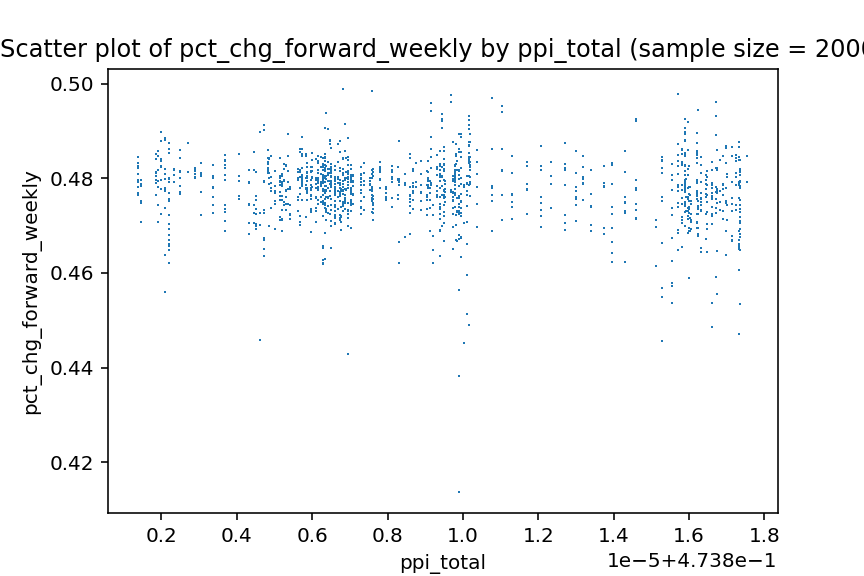 Scatter plot of pct_chg_forward_weekly by ppi_total (sample size = 200
0.50
0.48
0.46
0.44
0.42
pct_chg_forward_weekly
0.2 0.4 0.6 0.8 1.0 1.2 1.4 1.6 1.8
1e−5+4.738e−1
ppi_total